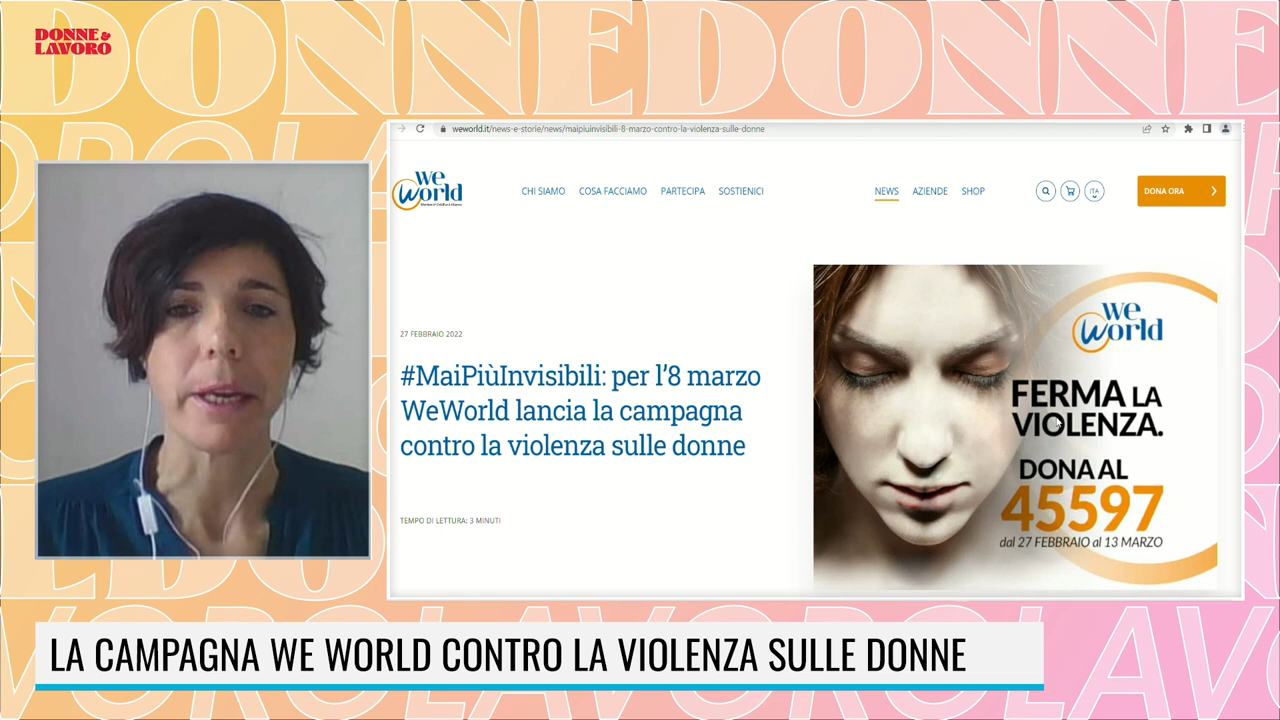 DONNE &
LAVORO
weworld.it/news-e-storie/news/maipiuinvisibili-8-marzo-contro-la-violenza-sulle-donne
we
world
CHI SIAMO COSA FACCIAMO PARTECIPA SOSTIENICI
NEWS AZIENDE SHOP
ITA
DONA ORA
27 FEBBRAIO 2022
#MaiPiùInvisibili: per l'8 marzo
WeWorld lancia la campagna
contro la violenza sulle donne
TEMPO DI LETTURA: 3 MINUTI
we
world
FERMA LA
VIOLENZA.
DONA AL
45597
dal 27 FEBBRAIO al 13 MARZO
LA CAMPAGNA WE WORLD CONTRO LA VIOLENZA SULLE DONNE